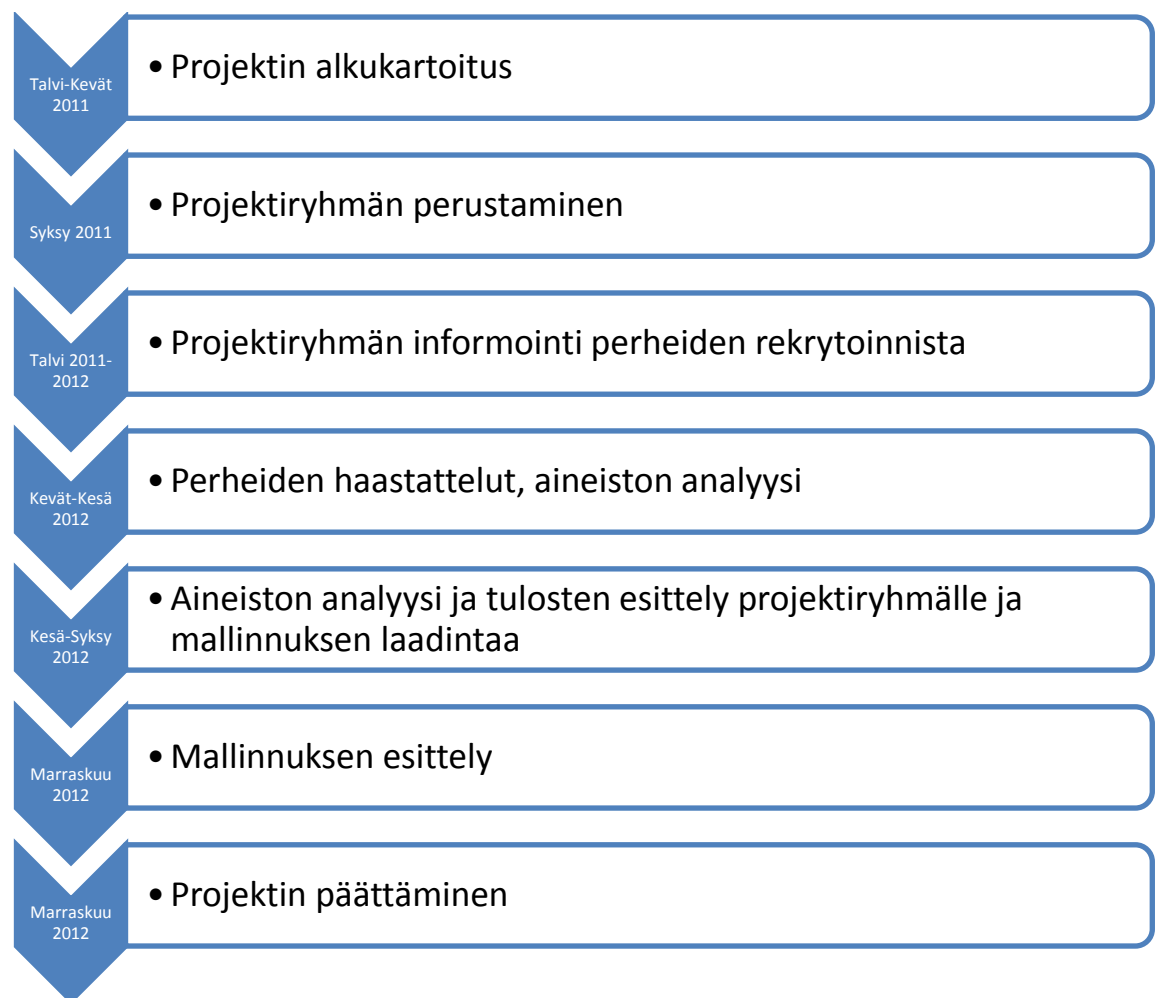 Talvi-Kevät
2011
• Projektin alkukartoitus
Syksy 2011
• Projektiryhmän perustaminen
Talvi 2011-
2012
• Projektiryhmän informointi perheiden rekrytoinnista
Kevät-Kesä
2012
• Perheiden haastattelut, aineiston analyysi
Kesä-Syksy
2012
• Aineiston analyysi ja tulosten esittely projektiryhmälle ja
mallinnuksen laadintaa
Marraskuu
2012
• Mallinnuksen esittely
Marraskuu
2012
• Projektin päättäminen